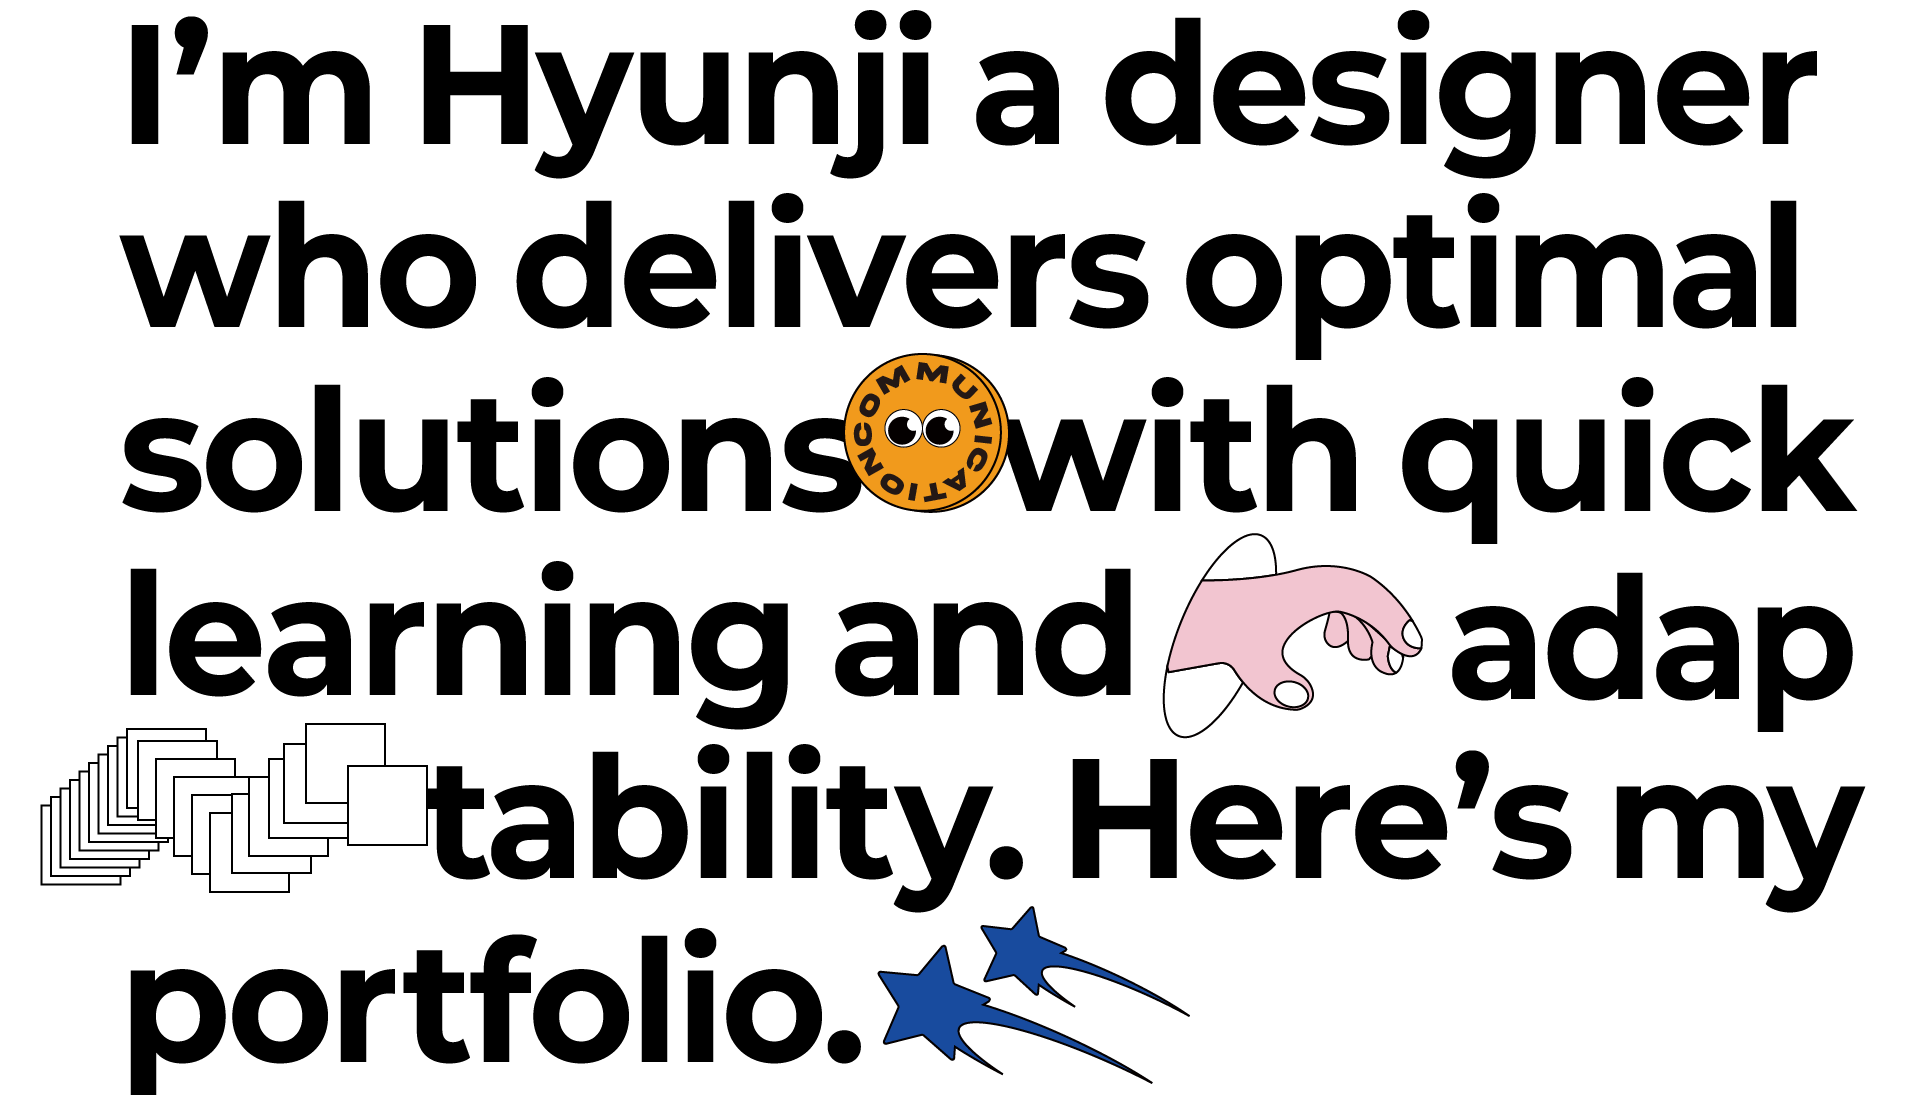 I’m Hyunji a designer
who delivers optimal
solutions COMMUNICATION with quick
learning and adap
tability. Here’s my
portfolio.